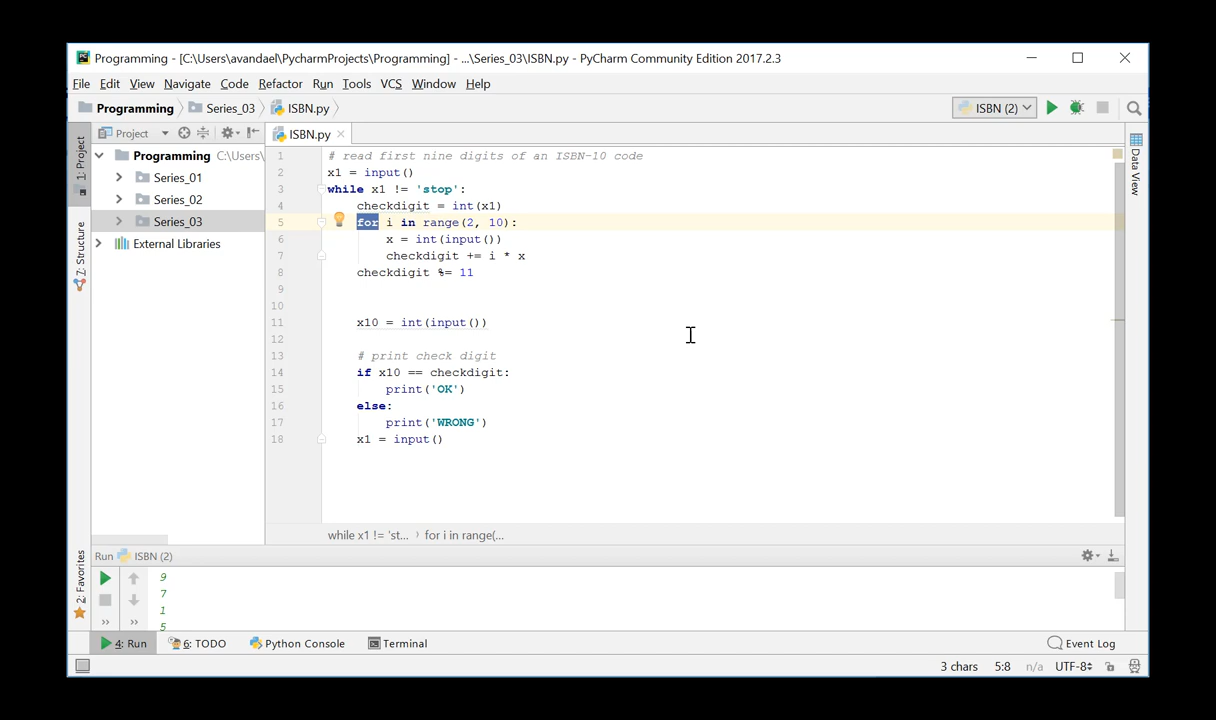 Programming - [C:\Users\avandael\PycharmProjects\Programming] - ...\Series_03\ISBN.py - PyCharm Community Edition 2017.2.3
File Edit View Navigate Code Refactor Run Tools VCS Window Help
Programming Series_03 ISBN.py ISBN (2)
1: Project
7: Structure
2: Favorites
Project
Programming C:\Users\
Series_01
Series_02
Series_03
External Libraries
ISBN.py
1 # read first nine digits of an ISBN-10 code
2 x1 = input()
3 while x1 != 'stop':
4 checkdigit = int(x1)
5 for i in range(2, 10):
6 x = int(input())
7 checkdigit += i * x
8 checkdigit %= 11
9
10
11 x10 = int(input())
12
13 # print check digit
14 if x10 == checkdigit:
15 print('OK')
16 else:
17 print('WRONG')
18 x1 = input()
while x1 != 'st... › for i in range(...
Data View
Run ISBN (2)
9
7
1
5
4: Run 6: TODO Python Console Terminal Event Log
3 chars 5:8 n/a UTF-8